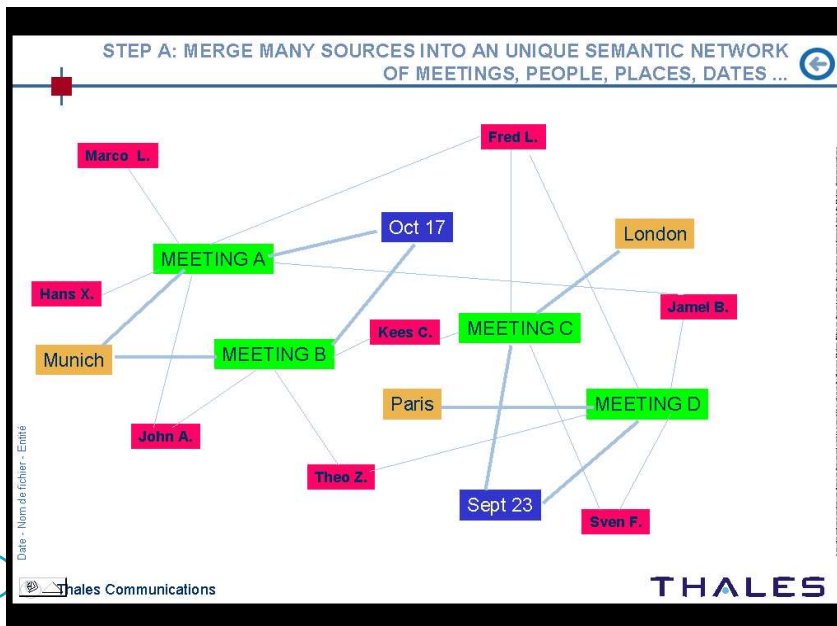 STEP A: MERGE MANY SOURCES INTO AN UNIQUE SEMANTIC NETWORK
OF MEETINGS, PEOPLE, PLACES, DATES ...
Fred L.
Marco L.
Oct 17
London
MEETING A
Hans X.
Jamel B.
Kees C.
MEETING C
Munich
MEETING B
Paris
MEETING D
John A.
Theo Z.
Sept 23
Sven F.
Date - Nom de fichier - Entité
Thales Communications
THALES